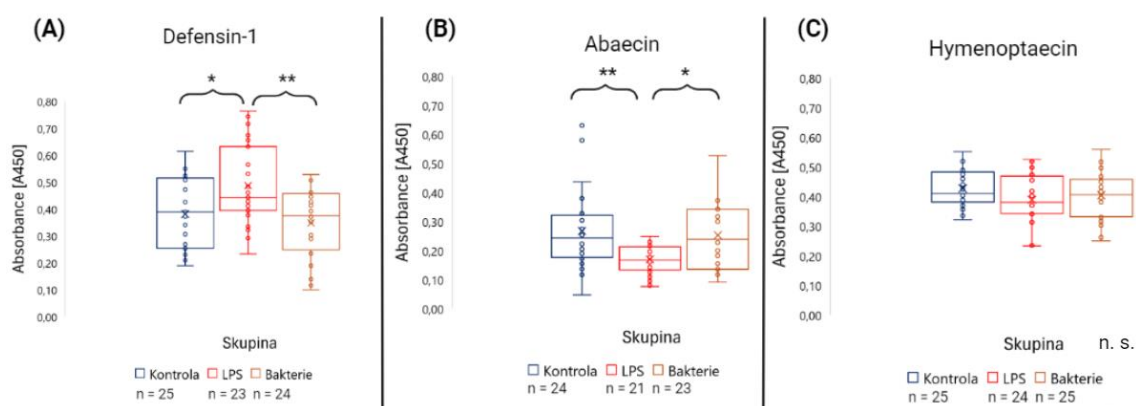 (A)
Defensin-1
* **
Absorbance [A450]
0,80
0,70
0,60
0,50
0,40
0,30
0,20
0,10
0,00
Skupina
Kontrola LPS Bakterie
n = 25 n = 23 n = 24
(B)
Abaecin
** *
Absorbance [A450]
0,80
0,70
0,60
0,50
0,40
0,30
0,20
0,10
0,00
Skupina
Kontrola LPS Bakterie
n = 24 n = 21 n = 23
(C)
Hymenoptaecin
Absorbance [A450]
0,80
0,70
0,60
0,50
0,40
0,30
0,20
0,10
0,00
Skupina n. s.
Kontrola LPS Bakterie
n = 25 n = 24 n = 25